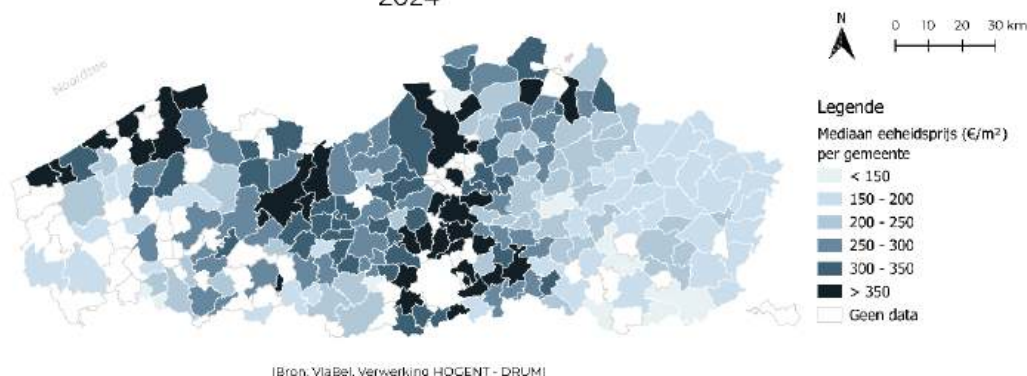 2024
Noordzee
N
0 10 20 30 km
Legende
Mediaan eeheidsprijs (€/m²)
per gemeente
< 150
150 - 200
200 - 250
250 - 300
300 - 350
> 350
Geen data
(Bron: VlaBel, Verwerking HOGENT - DRUM)